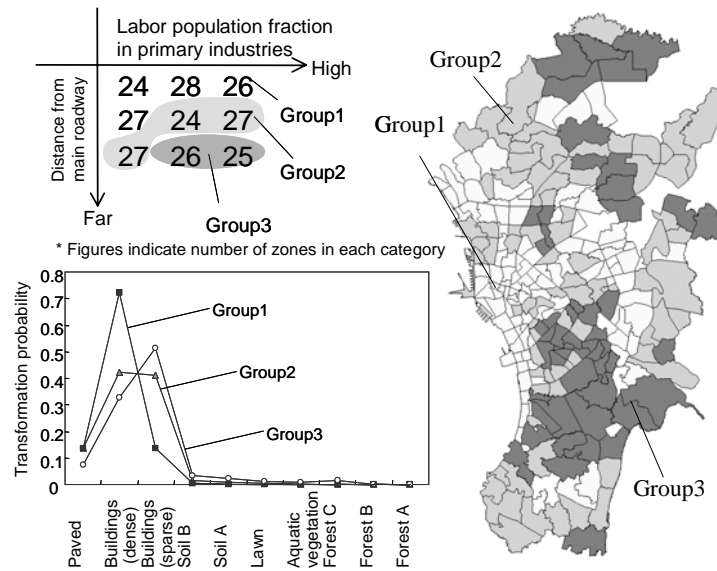 Labor population fraction
in primary industries
High
Distance from
main roadway
24 28 26
27 24 27
27 26 25
Group1
Group2
Group3
Far
* Figures indicate number of zones in each category
Transformation probability
0.8
0.7
0.6
0.5
0.4
0.3
0.2
0.1
0
Group1
Group2
Group3
Paved
Buildings
(dense)
Buildings
(sparse)
Soil B
Soil A
Lawn
Aquatic
vegetation
Forest C
Forest B
Forest A
Group2
Group1
Group3